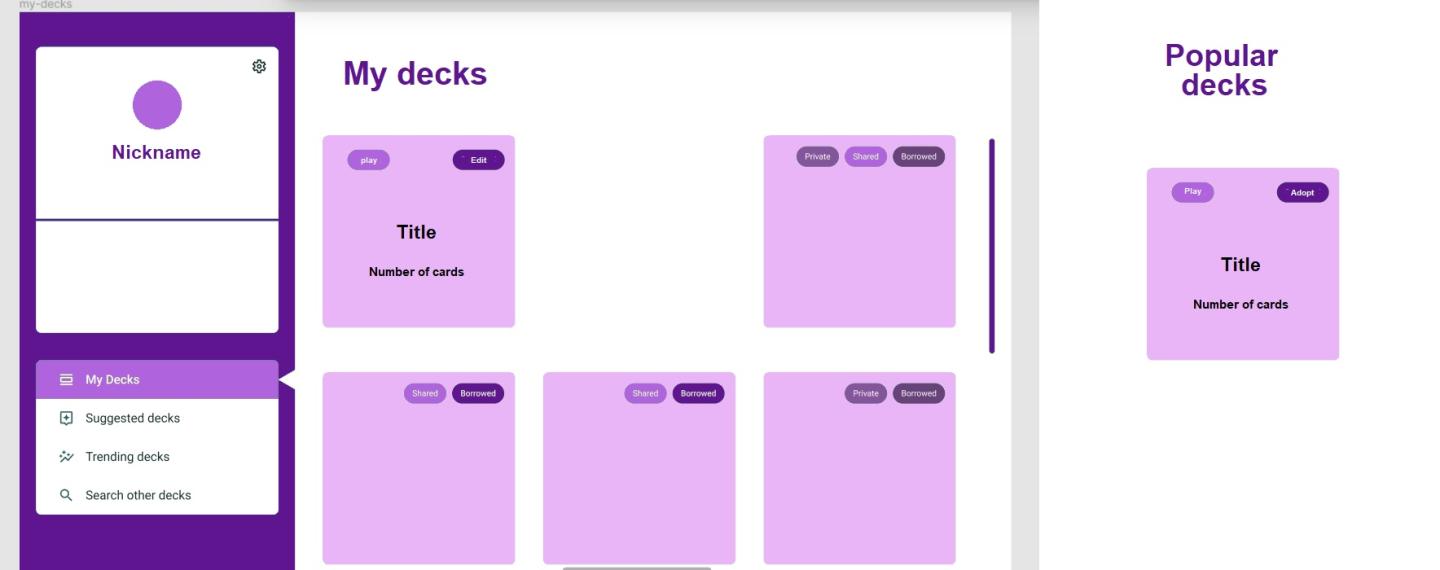 my-decks
Nickname
My Decks
Suggested decks
Trending decks
Search other decks
My decks
play Edit
Title
Number of cards
Private Shared Borrowed
Shared Borrowed
Shared Borrowed
Private Borrowed
Popular
decks
Play Adopt
Title
Number of cards